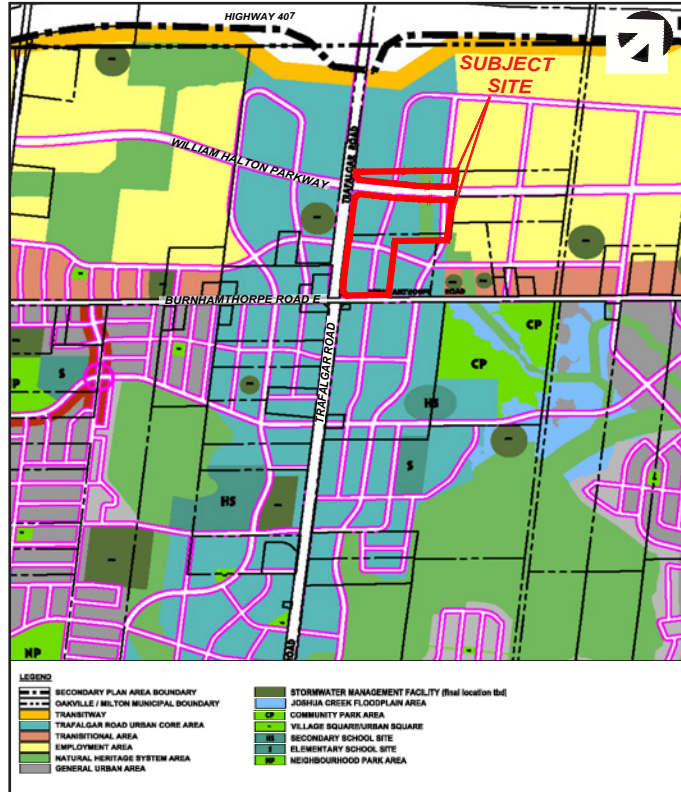 HIGHWAY 407
SUBJECT
SITE
WILLIAM HALTON PARKWAY
TRAFALGAR ROAD
BURNHAMTHORPE ROAD E
ROAD
TRAFALGAR ROAD
CP
CP
S
P
HS
S
HS
L
NP
ROAD
LEGEND
SECONDARY PLAN AREA BOUNDARY
OAKVILLE / MILTON MUNICIPAL BOUNDARY
TRANSITWAY
TRAFALGAR ROAD URBAN CORE AREA
TRANISITIONAL AREA
EMPLOYMENT AREA
NATURAL HERITAGE SYSTEM AREA
GENERAL URBAN AREA
STORMWATER MANAGEMENT FACILITY (final location tbd)
JOSHUA CREEK FLOODPLAIN AREA
CP COMMUNITY PARK AREA
VILLAGE SQUARE/URBAN SQUARE
HS SECONDARY SCHOOL SITE
S ELEMENTARY SCHOOL SITE
NP NEIGHBOURHOOD PARK AREA